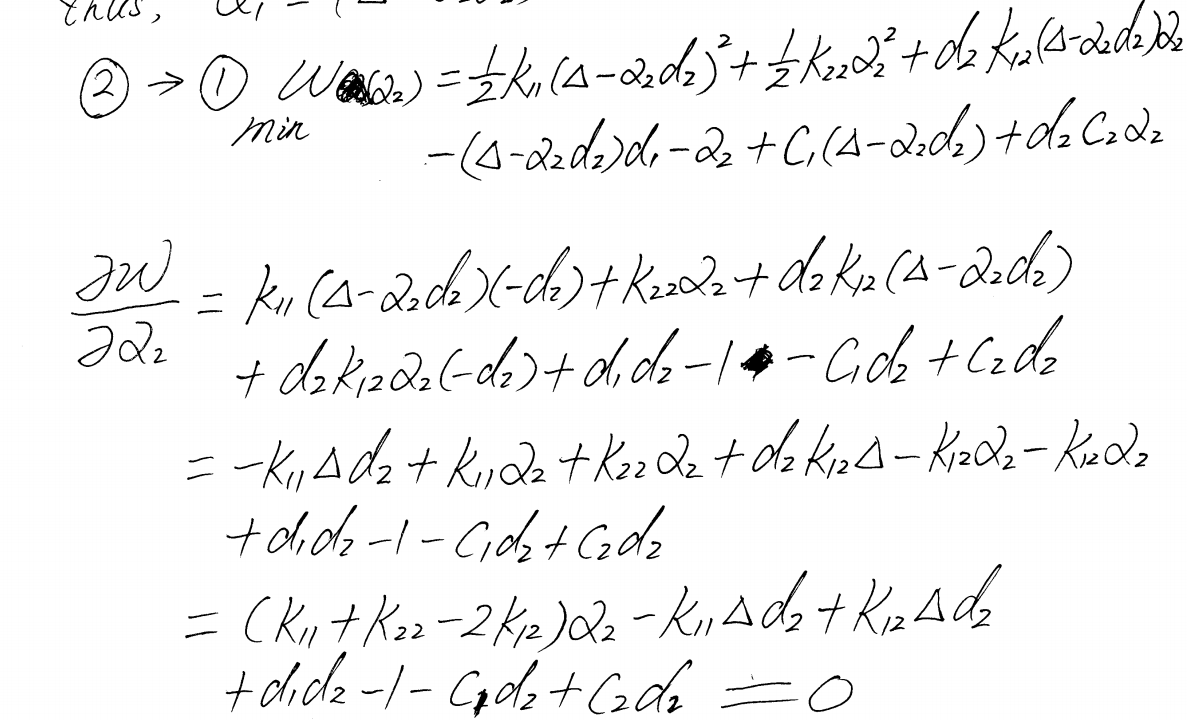 thus, α₁ = (Δ
② → ① W(α₂) = ½k₁₁(Δ-α₂d₂)² + ½k₂₂α₂² + d₂k₁₂(Δ-α₂d₂)α₂
min
-(Δ-α₂d₂)d₁ - α₂ + C₁(Δ-α₂d₂) + d₂C₂α₂
∂W/∂α₂ = k₁₁(Δ-α₂d₂)(-d₂) + k₂₂α₂ + d₂k₁₂(Δ-α₂d₂)
+ d₂k₁₂α₂(-d₂) + d₁d₂ - 1 - C₁d₂ + C₂d₂
= -k₁₁Δd₂ + k₁₁α₂ + k₂₂α₂ + d₂k₁₂Δ - k₁₂α₂ - k₁₂α₂
+ d₁d₂ - 1 - C₁d₂ + C₂d₂
= (k₁₁ + k₂₂ - 2k₁₂)α₂ - k₁₁Δd₂ + k₁₂Δd₂
+ d₁d₂ - 1 - C₁d₂ + C₂d₂ = 0